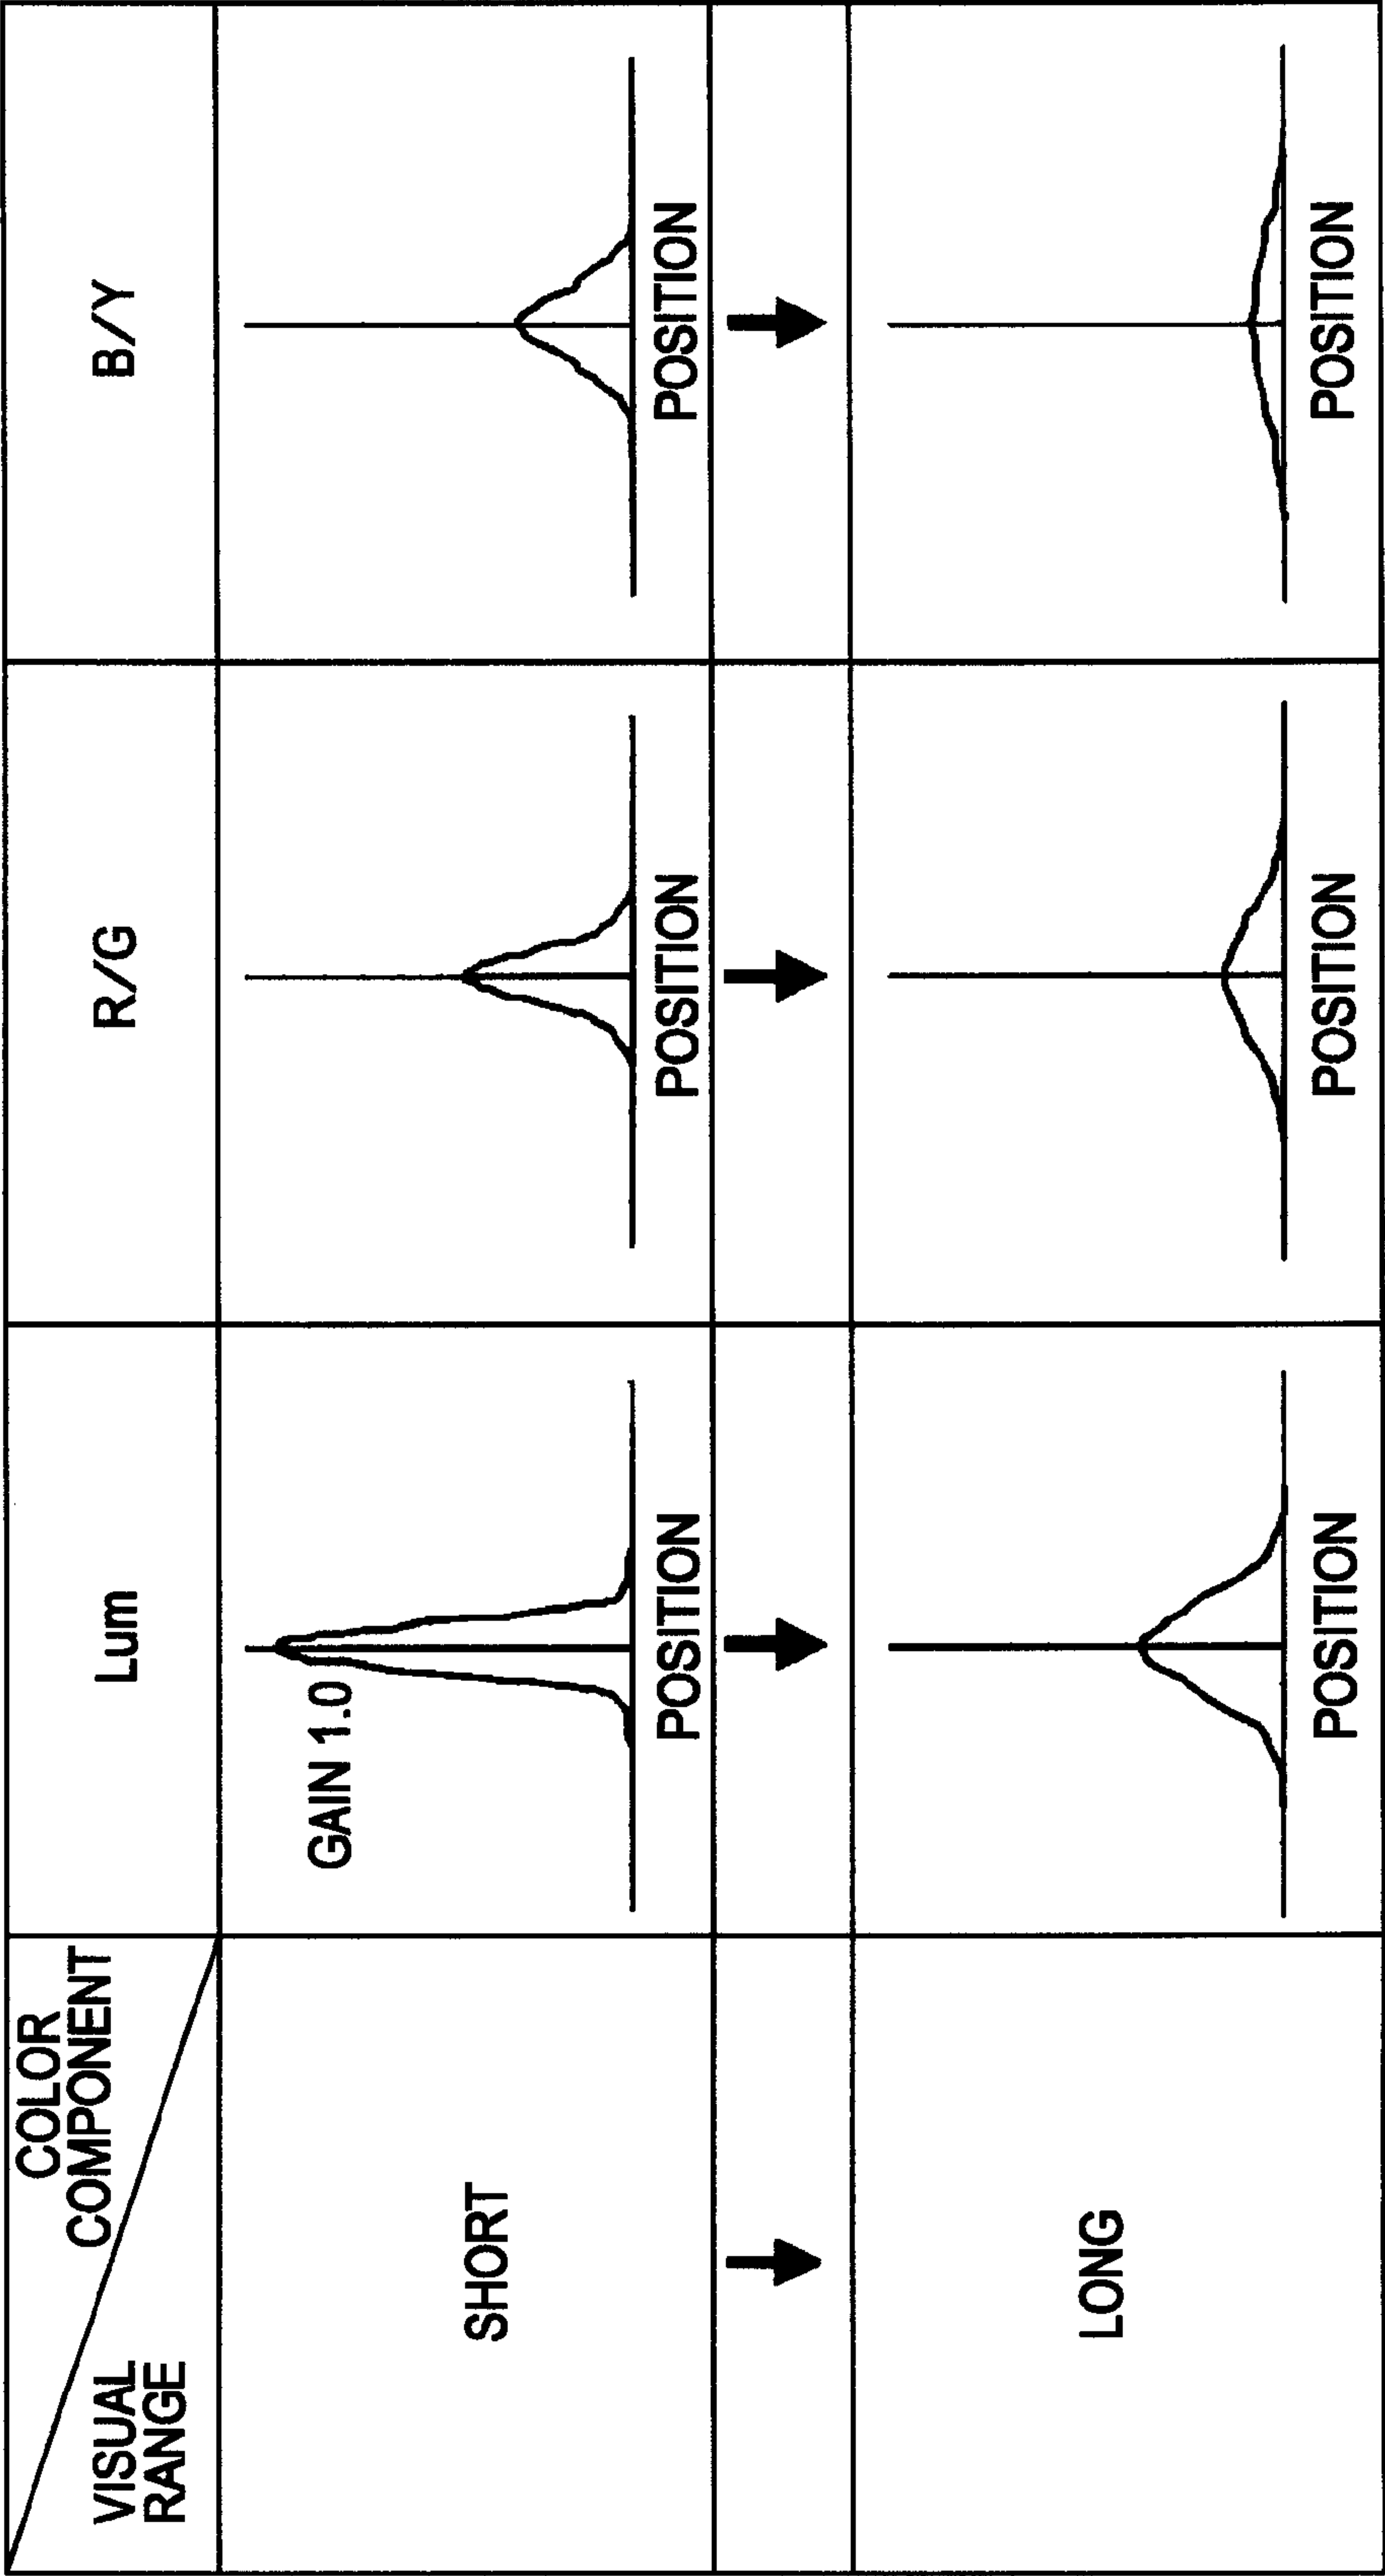 COLOR
COMPONENT
VISUAL
RANGE
Lum
R/G
B/Y
SHORT
GAIN 1.0
POSITION
POSITION
POSITION
LONG
POSITION
POSITION
POSITION